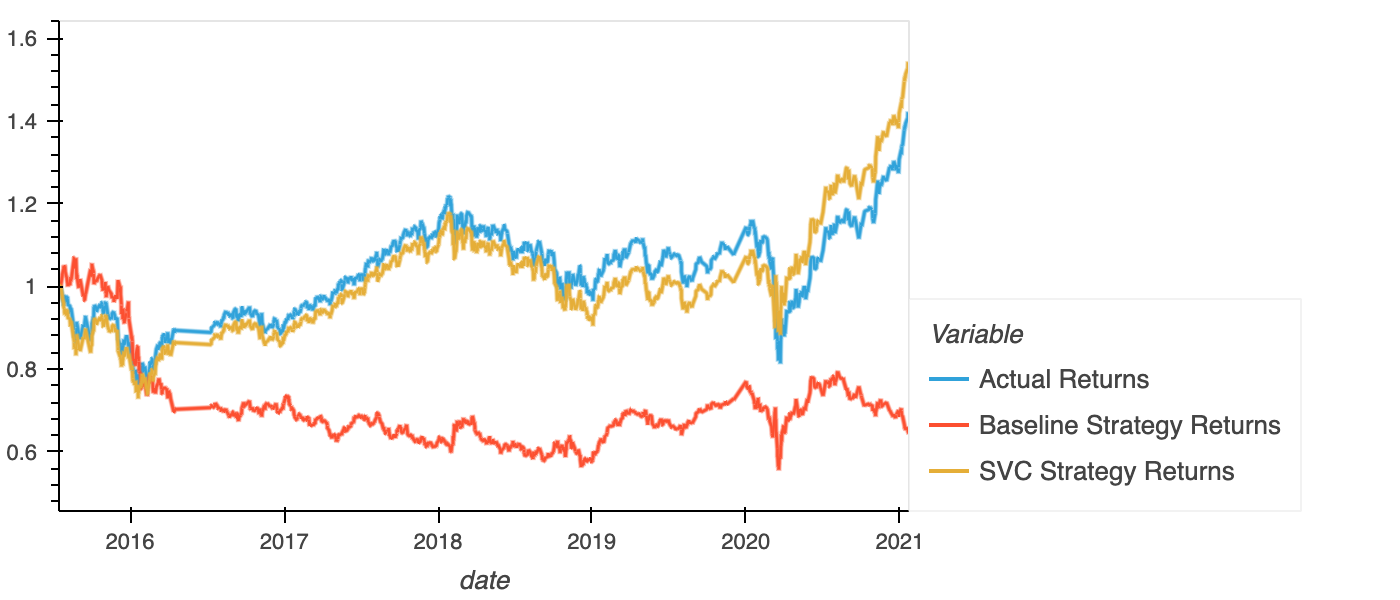 1.6
1.4
1.2
1
0.8
0.6
2016 2017 2018 2019 2020 2021
date
Variable
Actual Returns
Baseline Strategy Returns
SVC Strategy Returns